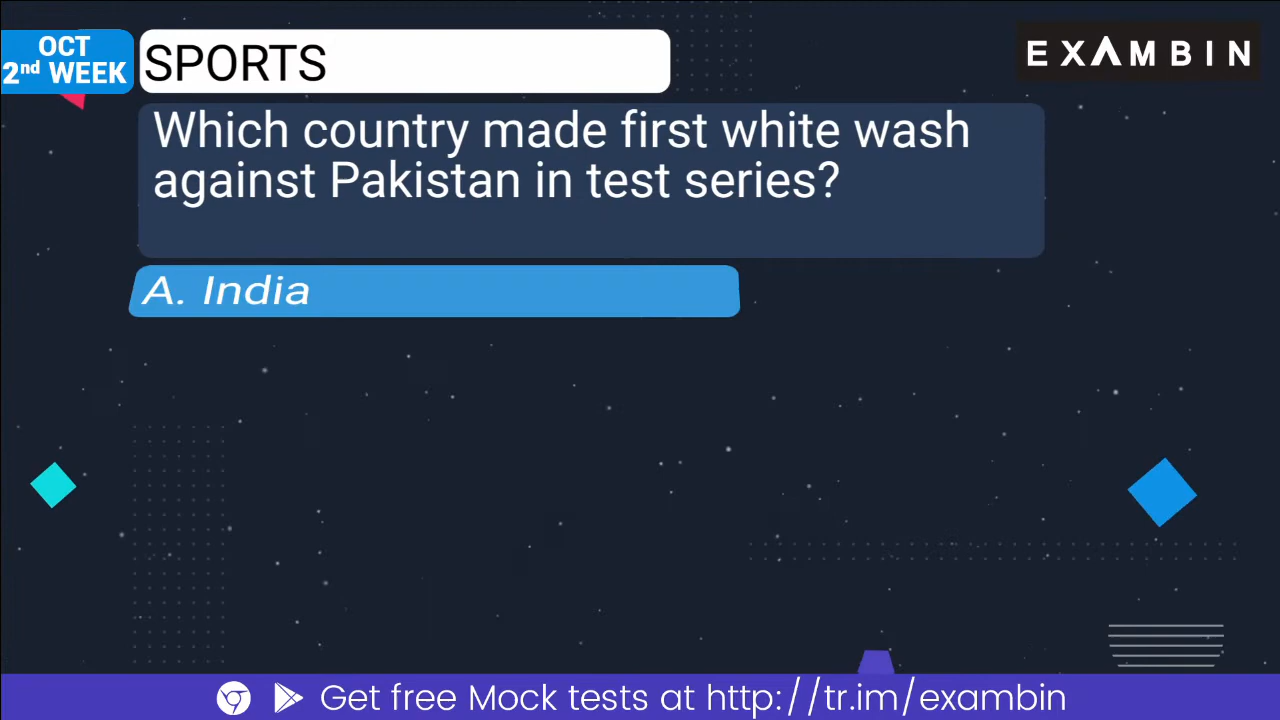 OCT
2nd WEEK
SPORTS
EXAMBIN
Which country made first white wash
against Pakistan in test series?
A. India
Get free Mock tests at http://tr.im/exambin